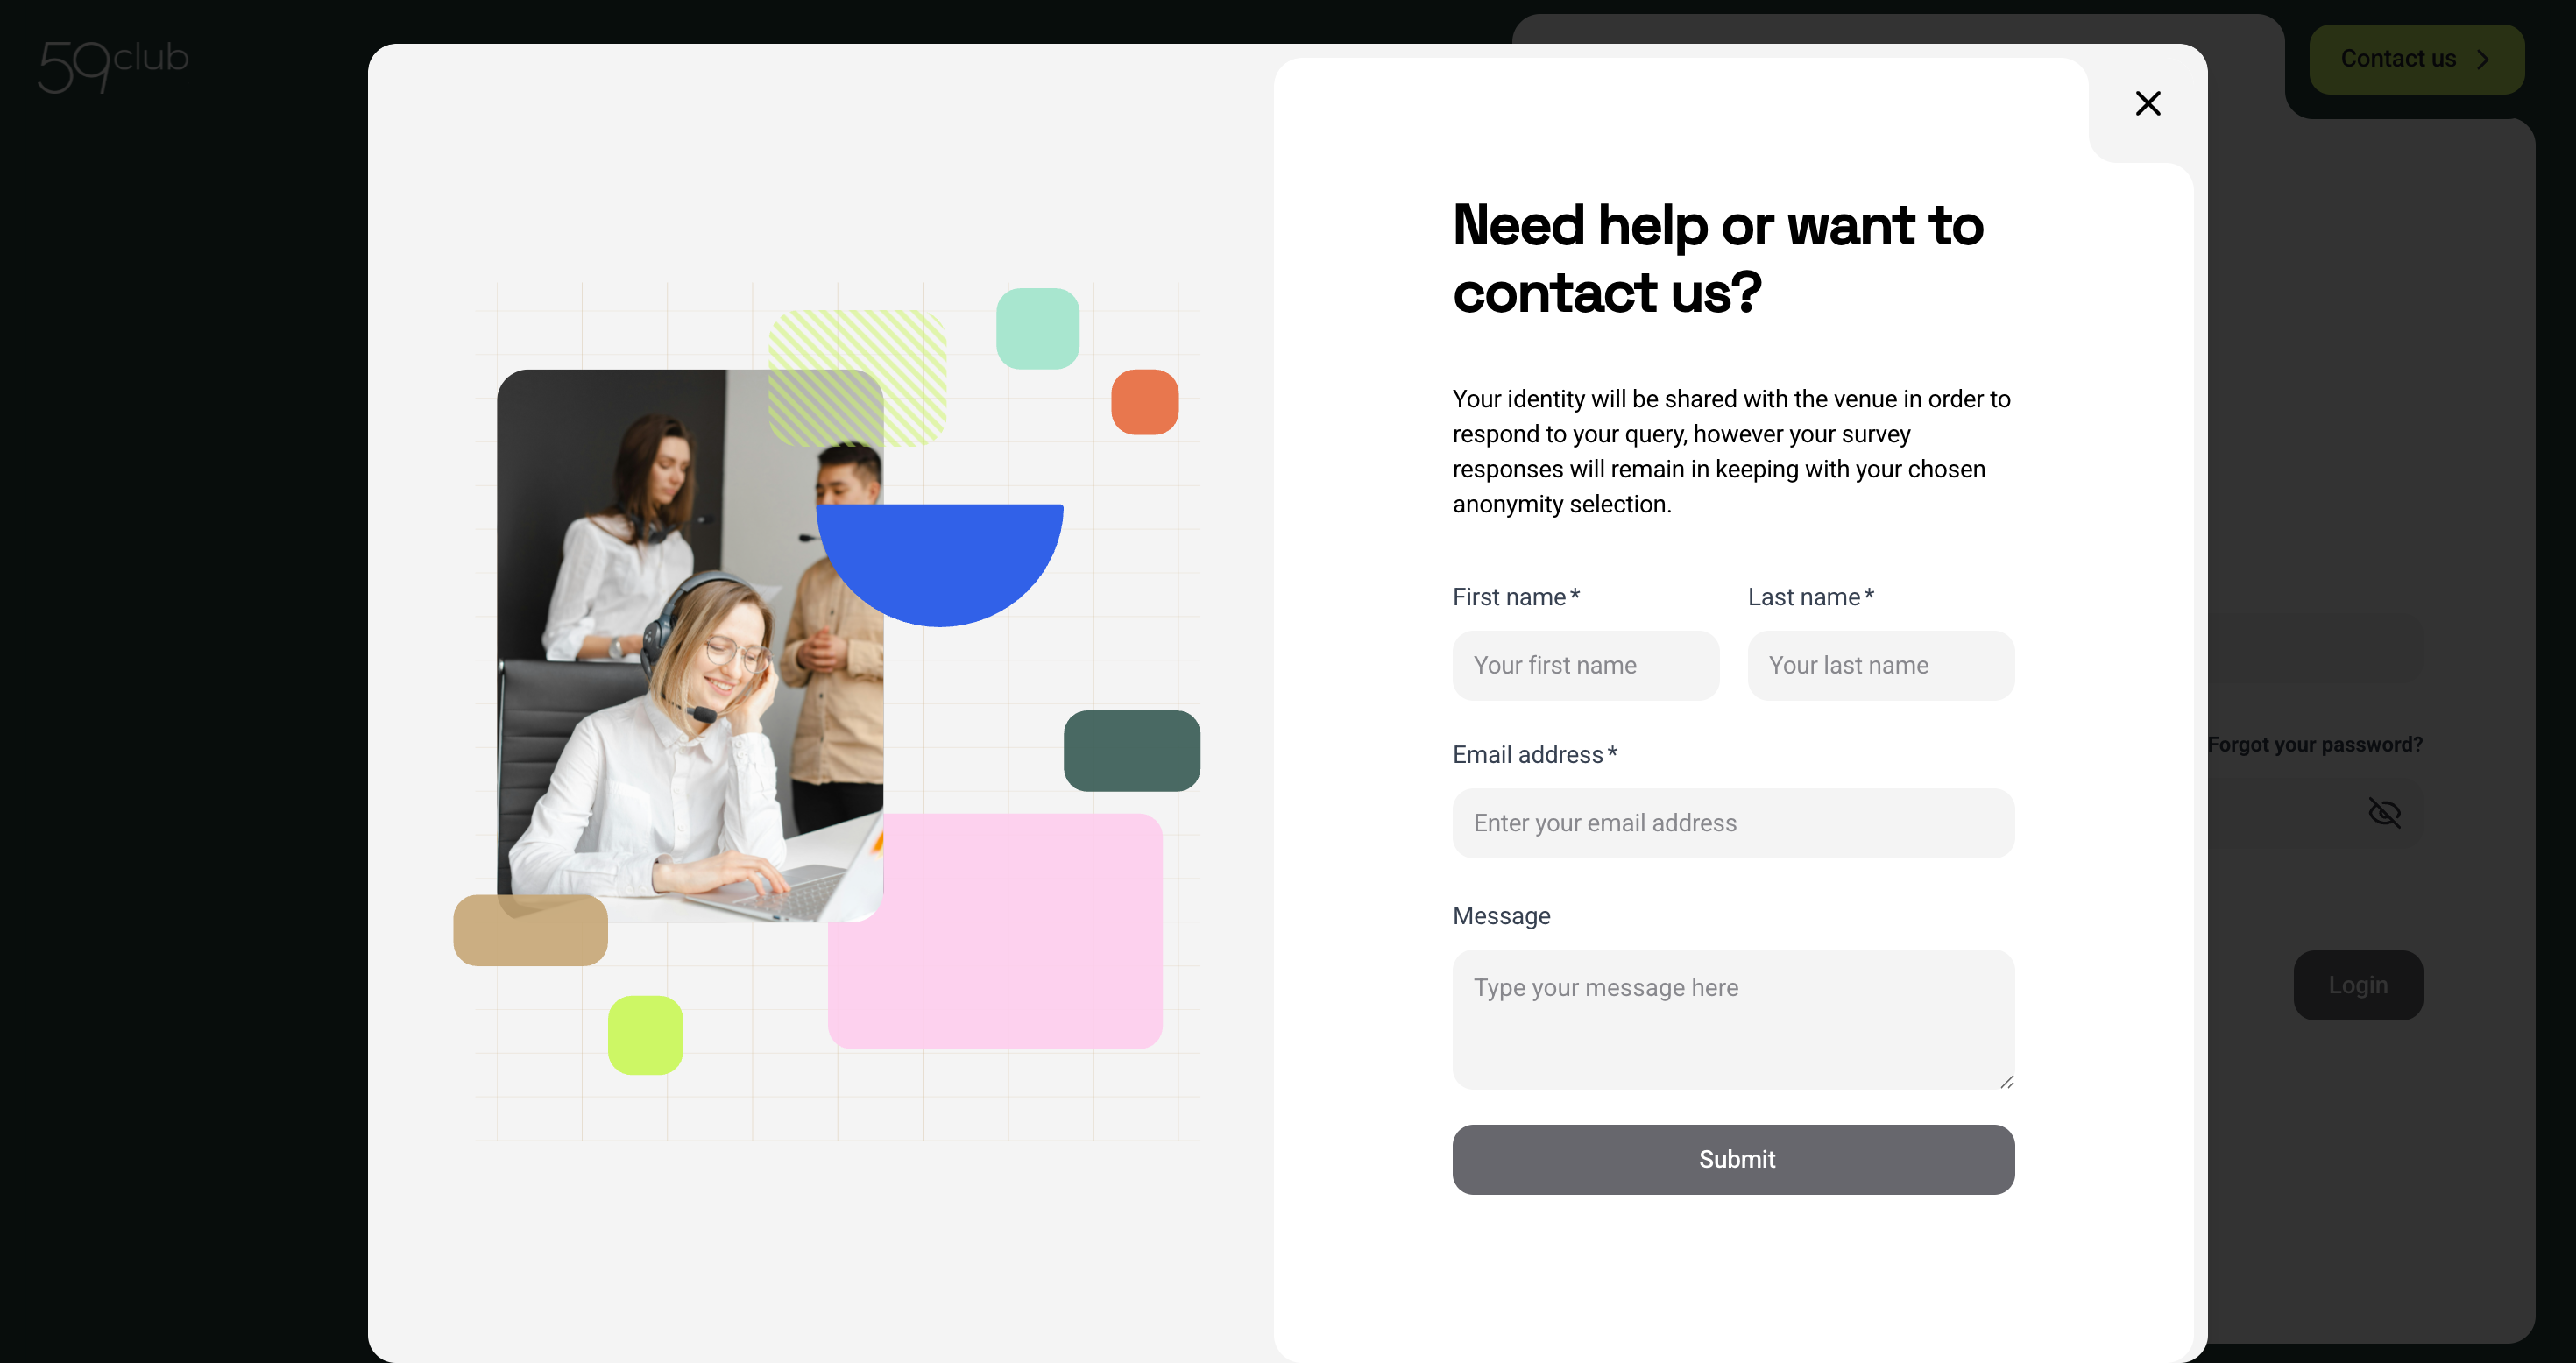 59club
Contact us
Need help or want to
contact us?
Your identity will be shared with the venue in order to
respond to your query, however your survey
responses will remain in keeping with your chosen
anonymity selection.
First name*
Last name*
Your first name
Your last name
Email address*
Enter your email address
Forgot your password?
Message
Type your message here
Login
Submit